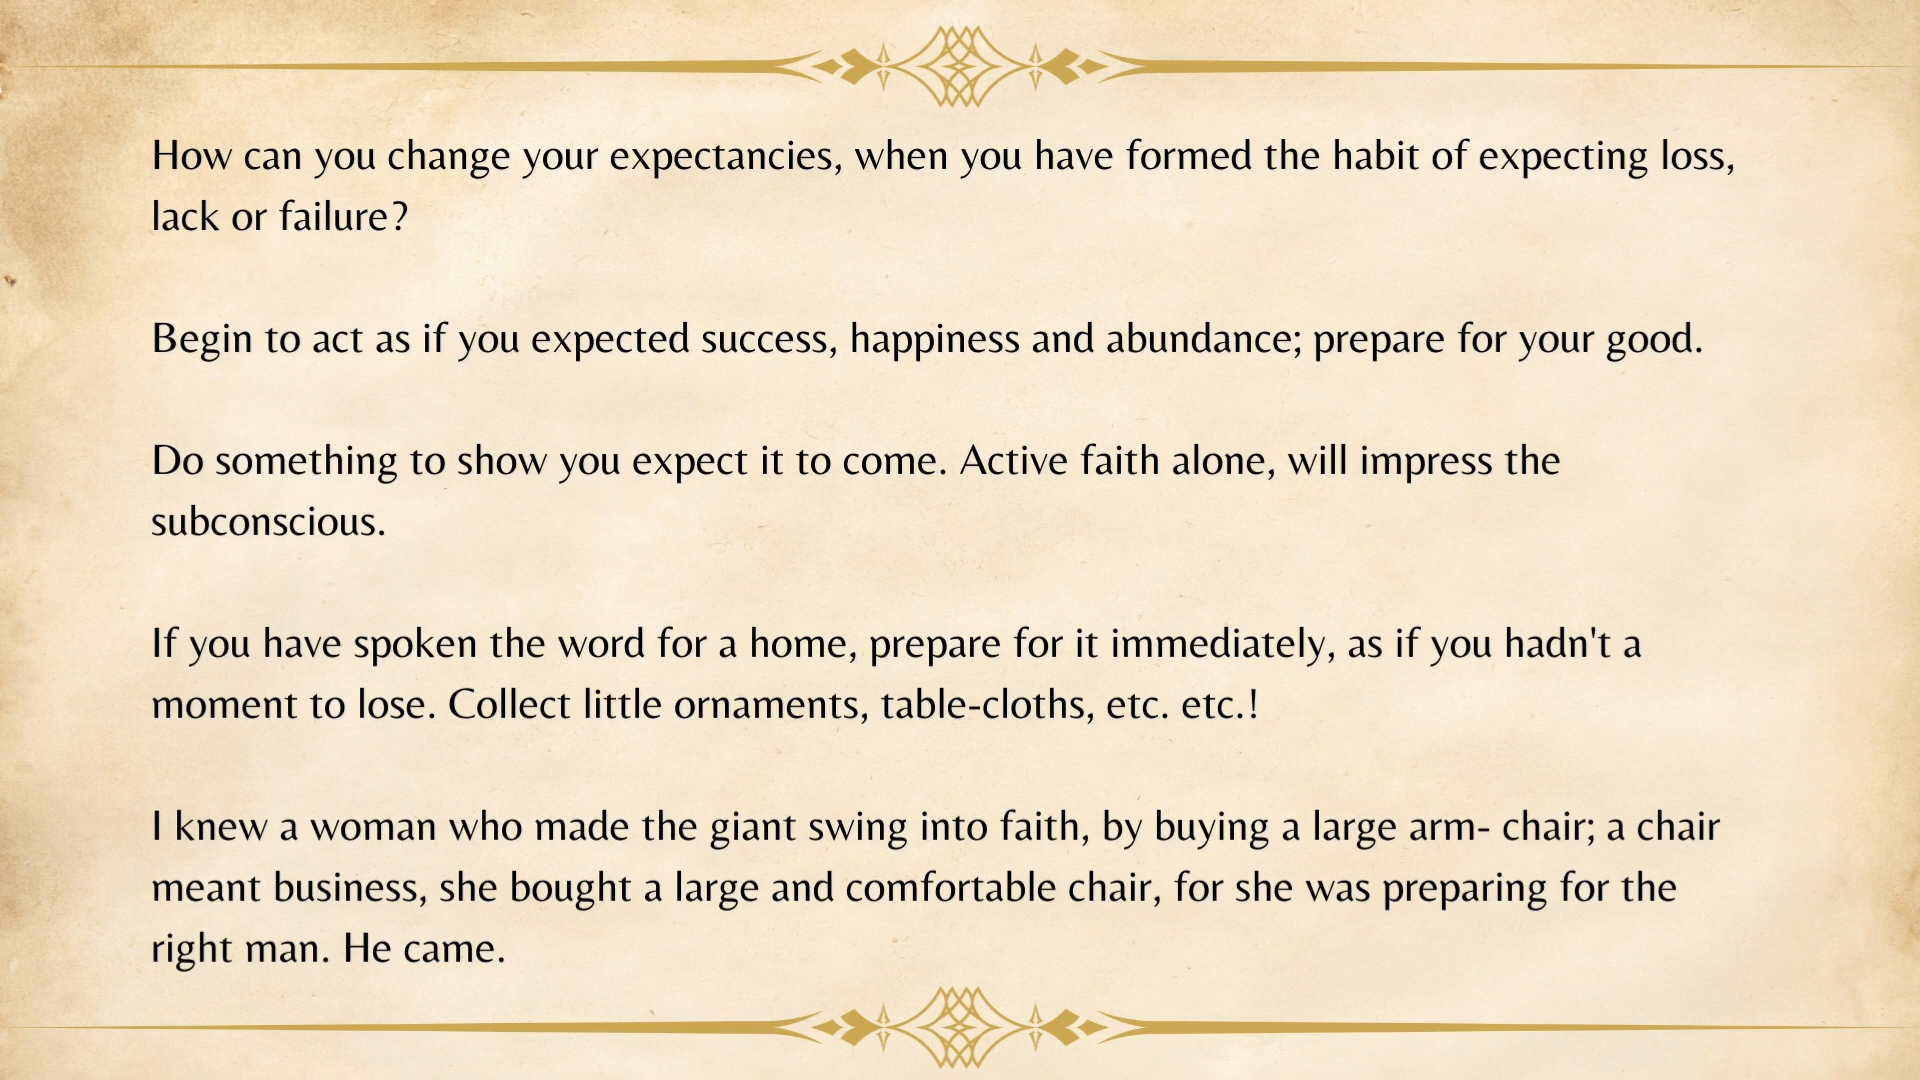 How can you change your expectancies, when you have formed the habit of expecting loss,
lack or failure?
Begin to act as if you expected success, happiness and abundance; prepare for your good.
Do something to show you expect it to come. Active faith alone, will impress the
subconscious.
If you have spoken the word for a home, prepare for it immediately, as if you hadn't a
moment to lose. Collect little ornaments, table-cloths, etc. etc.!
I knew a woman who made the giant swing into faith, by buying a large arm- chair; a chair
meant business, she bought a large and comfortable chair, for she was preparing for the
right man. He came.